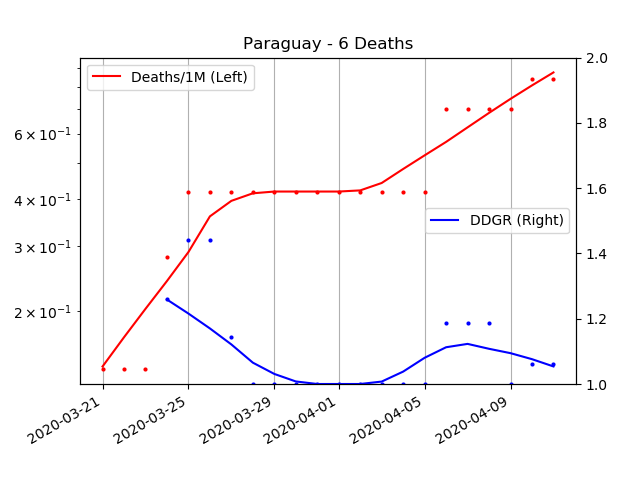 Paraguay - 6 Deaths
Deaths/1M (Left)
DDGR (Right)
6 × 10⁻¹
4 × 10⁻¹
3 × 10⁻¹
2 × 10⁻¹
2.0
1.8
1.6
1.4
1.2
1.0
2020-03-21
2020-03-25
2020-03-29
2020-04-01
2020-04-05
2020-04-09